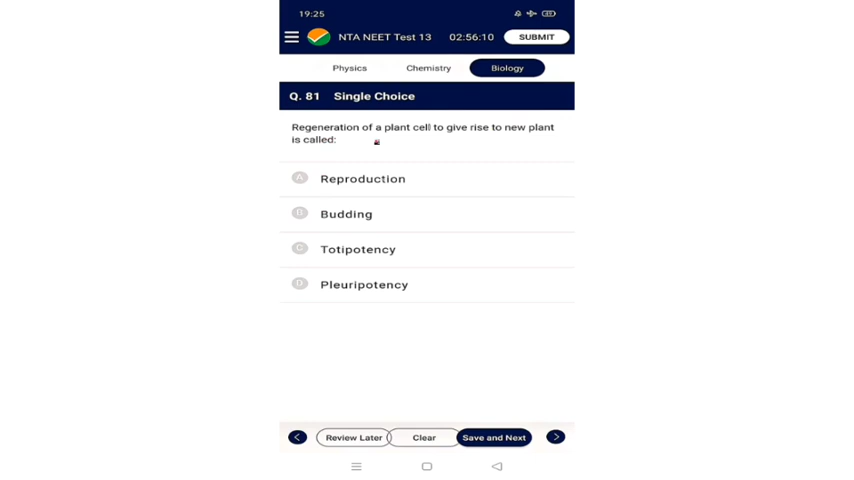 19:25
NTA NEET Test 13 02:56:10 SUBMIT
Physics Chemistry Biology
Q. 81 Single Choice
Regeneration of a plant cell to give rise to new plant
is called:
A Reproduction
B Budding
C Totipotency
D Pleuripotency
Review Later Clear Save and Next